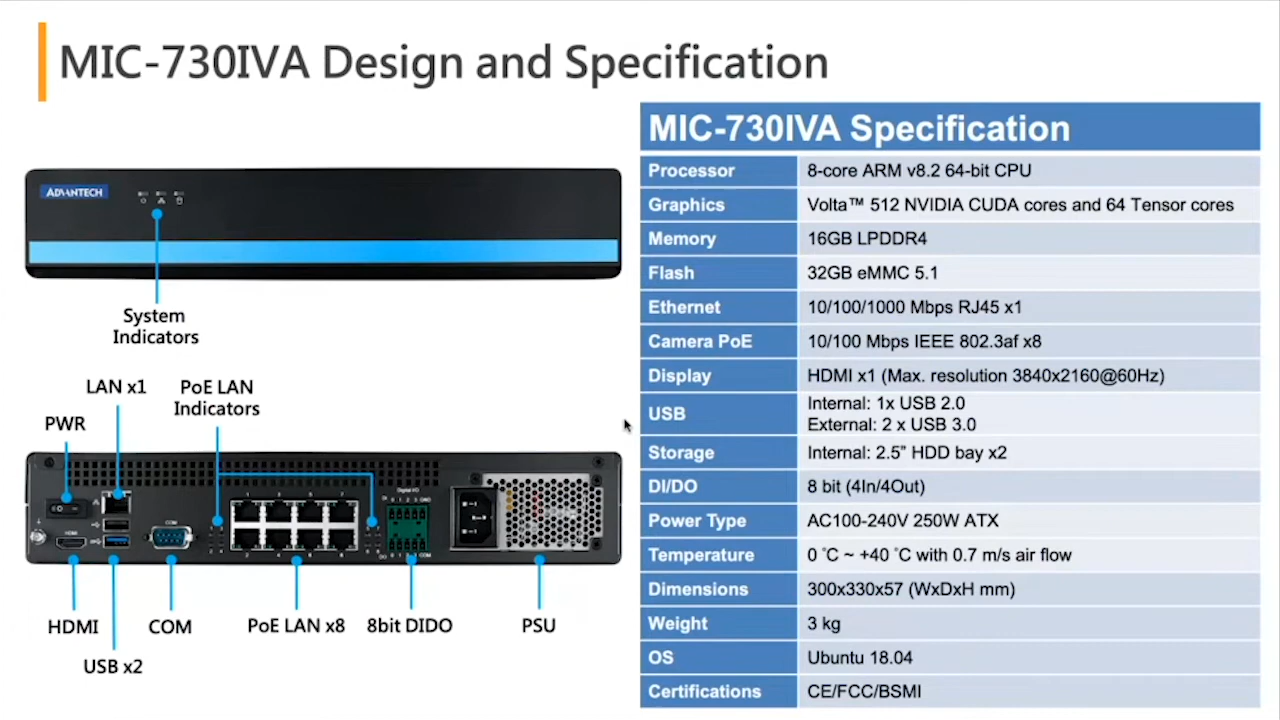 MIC-730IVA Design and Specification
ADVANTECH
System
Indicators
LAN x1
PoE LAN
Indicators
PWR
HDMI
COM
PoE LAN x8
8bit DIDO
PSU
USB x2
MIC-730IVA Specification
Processor 8-core ARM v8.2 64-bit CPU
Graphics Volta™ 512 NVIDIA CUDA cores and 64 Tensor cores
Memory 16GB LPDDR4
Flash 32GB eMMC 5.1
Ethernet 10/100/1000 Mbps RJ45 x1
Camera PoE 10/100 Mbps IEEE 802.3af x8
Display HDMI x1 (Max. resolution 3840x2160@60Hz)
USB Internal: 1x USB 2.0
External: 2 x USB 3.0
Storage Internal: 2.5” HDD bay x2
DI/DO 8 bit (4In/4Out)
Power Type AC100-240V 250W ATX
Temperature 0 ˚C ~ +40 ˚C with 0.7 m/s air flow
Dimensions 300x330x57 (WxDxH mm)
Weight 3 kg
OS Ubuntu 18.04
Certifications CE/FCC/BSMI